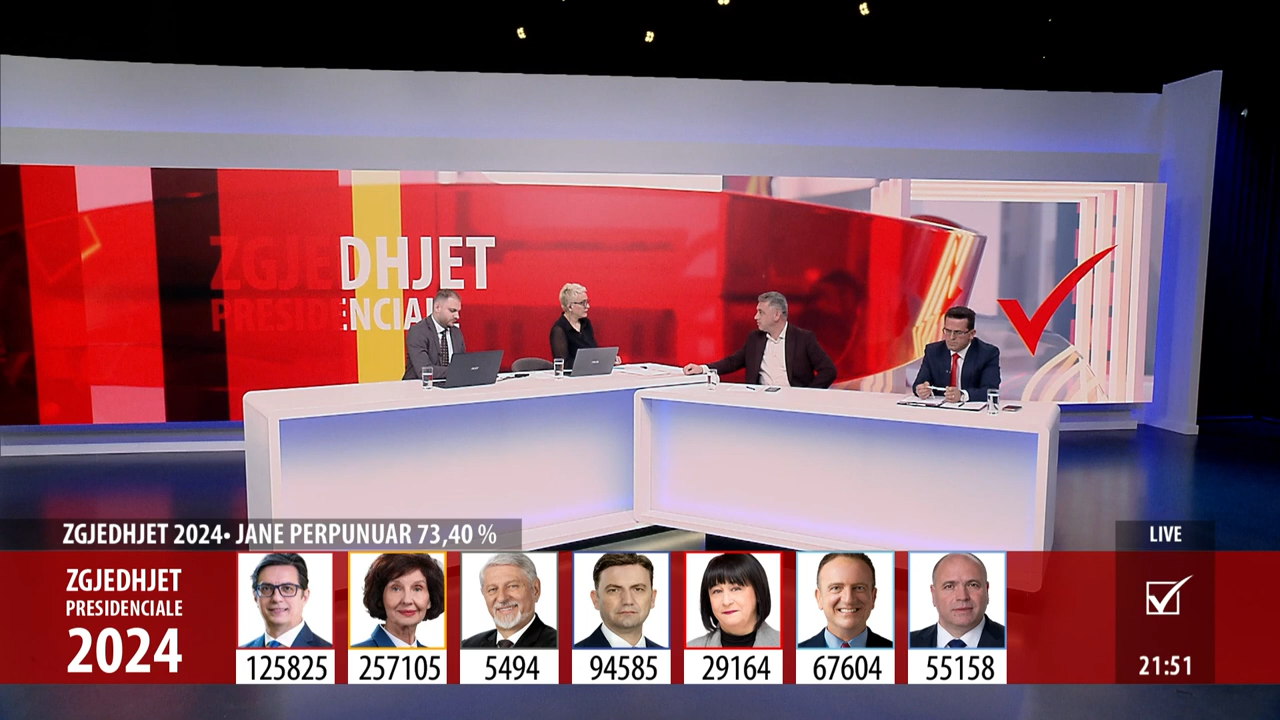 ZGJEDHJET
PRESIDENCIAL
ZGJEDHJET 2024• JANE PERPUNUAR 73,40 %
LIVE
ZGJEDHJET
PRESIDENCIALE
2024
125825 257105 5494 94585 29164 67604 55158
21:51